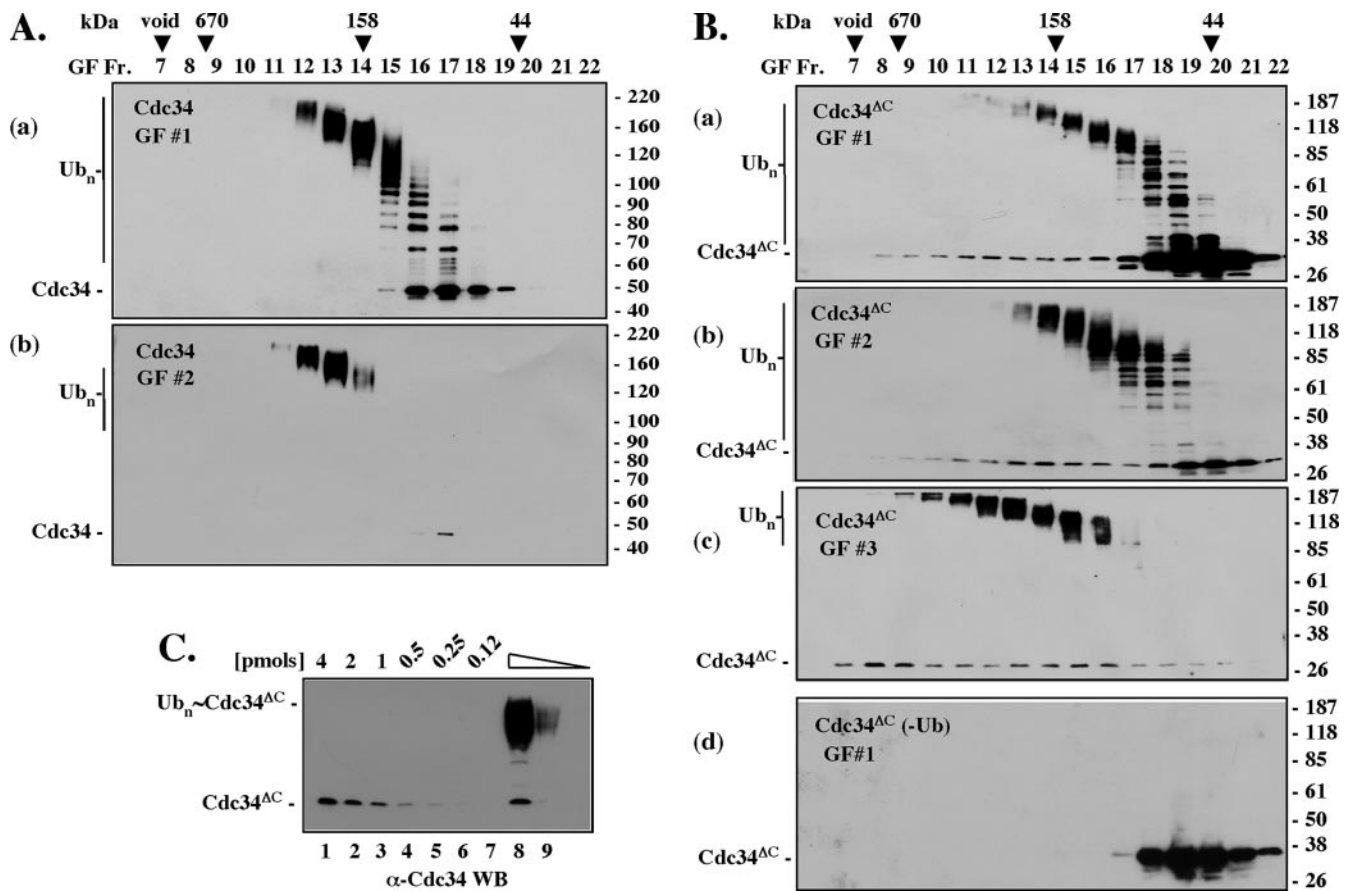 A.
kDa void 670 158 44
GF Fr. 7 8 9 10 11 12 13 14 15 16 17 18 19 20 21 22
(a)
Cdc34
GF #1
Ubn
Cdc34 -
- 220
- 160
- 120
- 100
- 90
- 80
- 70
- 60
- 50
- 40
(b)
Cdc34
GF #2
Ubn
Cdc34 -
- 220
- 160
- 120
- 100
- 90
- 80
- 70
- 60
- 50
- 40
B.
kDa void 670 158 44
GF Fr. 7 8 9 10 11 12 13 14 15 16 17 18 19 20 21 22
(a)
Cdc34ΔC
GF #1
Ubn
Cdc34ΔC -
- 187
- 118
- 85
- 61
- 50
- 38
- 26
(b)
Cdc34ΔC
GF #2
Ubn
Cdc34ΔC -
- 187
- 118
- 85
- 61
- 50
- 38
- 26
(c)
Cdc34ΔC
GF #3
Ubn
Cdc34ΔC -
- 187
- 118
- 85
- 61
- 50
- 38
- 26
(d)
Cdc34ΔC (-Ub)
GF#1
Cdc34ΔC -
- 187
- 118
- 85
- 61
- 50
- 38
- 26
C.
[pmols] 4 2 1 0.5 0.25 0.12
Ubn~Cdc34ΔC -
Cdc34ΔC -
1 2 3 4 5 6 7 8 9
α-Cdc34 WB